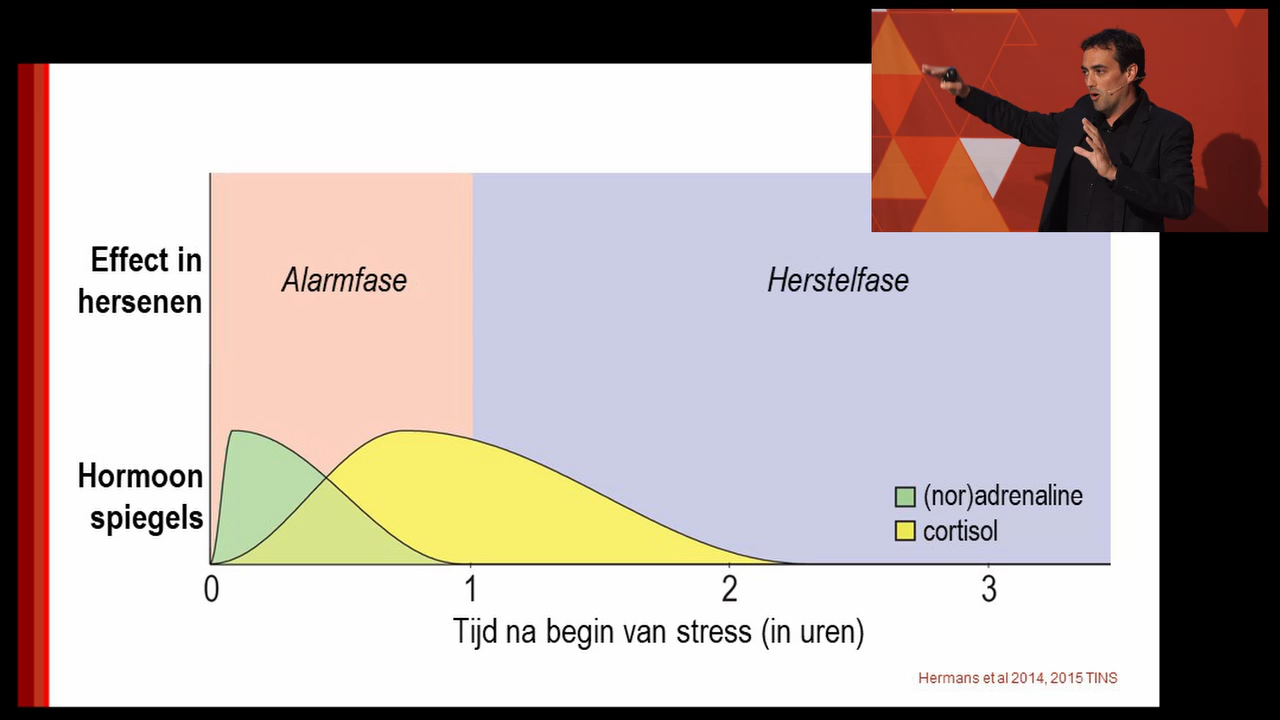 Effect in
hersenen
Alarmfase
Herstelfase
Hormoon
spiegels
(nor)adrenaline
cortisol
0
1
2
3
Tijd na begin van stress (in uren)
Hermans et al 2014, 2015 TINS